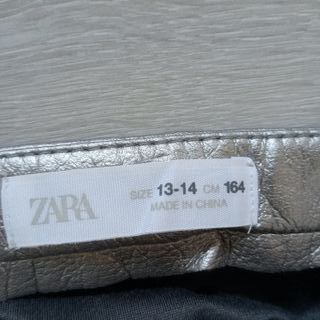 ZARA
SIZE 13-14 CM 164
MADE IN CHINA